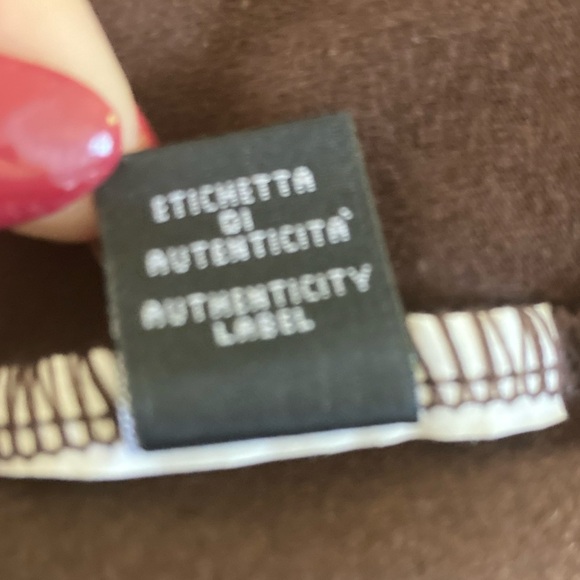 ETICHETTA
DI
AUTENTICITA`
AUTHENTICITY
LABEL